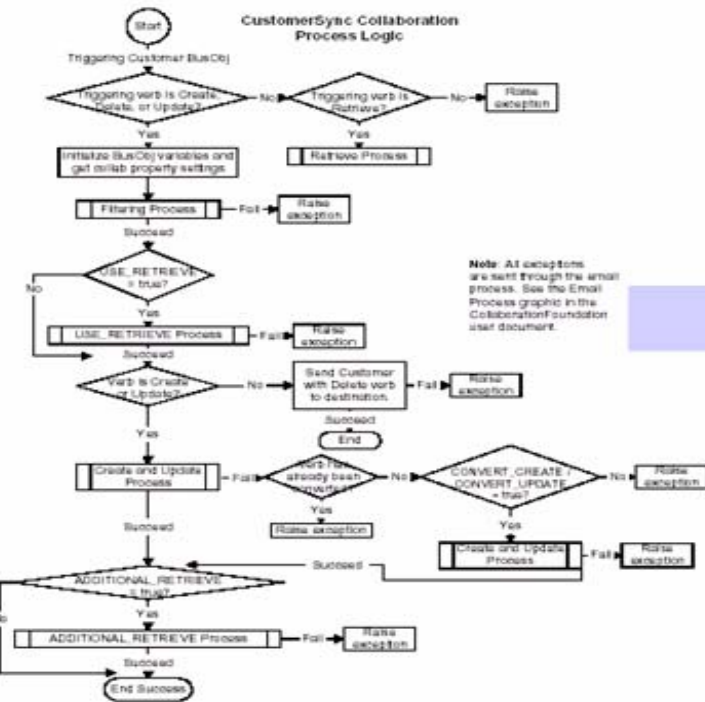 CustomerSync Collaboration
Process Logic
Start
Triggering Customer BusObj
Triggering verb is Create,
Delete, or Update?
No
Triggering verb is
Retrieve?
No
Raise
exception
Yes
Yes
Initialize BusObj variables and
get collab property settings
Retrieve Process
Filtering Process
Fail
Raise
exception
Succeed
USE_RETRIEVE
= true?
No
Yes
Note: All exceptions
are sent through the email
process. See the Email
Process graphic in the
CollaborationFoundation
user document.
USE_RETRIEVE Process
Fail
Raise
exception
Succeed
Verb is Create
or Update?
No
Send Customer
with Delete verb
to destination.
Fail
Raise
exception
Succeed
End
Yes
Create and Update
Process
Fail
Verb has
already been
converted?
No
CONVERT_CREATE /
CONVERT_UPDATE
= true?
No
Raise
exception
Yes
Raise exception
Yes
Create and Update
Process
Fail
Raise
exception
Succeed
Succeed
ADDITIONAL_RETRIEVE
= true?
Yes
ADDITIONAL_RETRIEVE Process
Fail
Raise
exception
Succeed
End Success